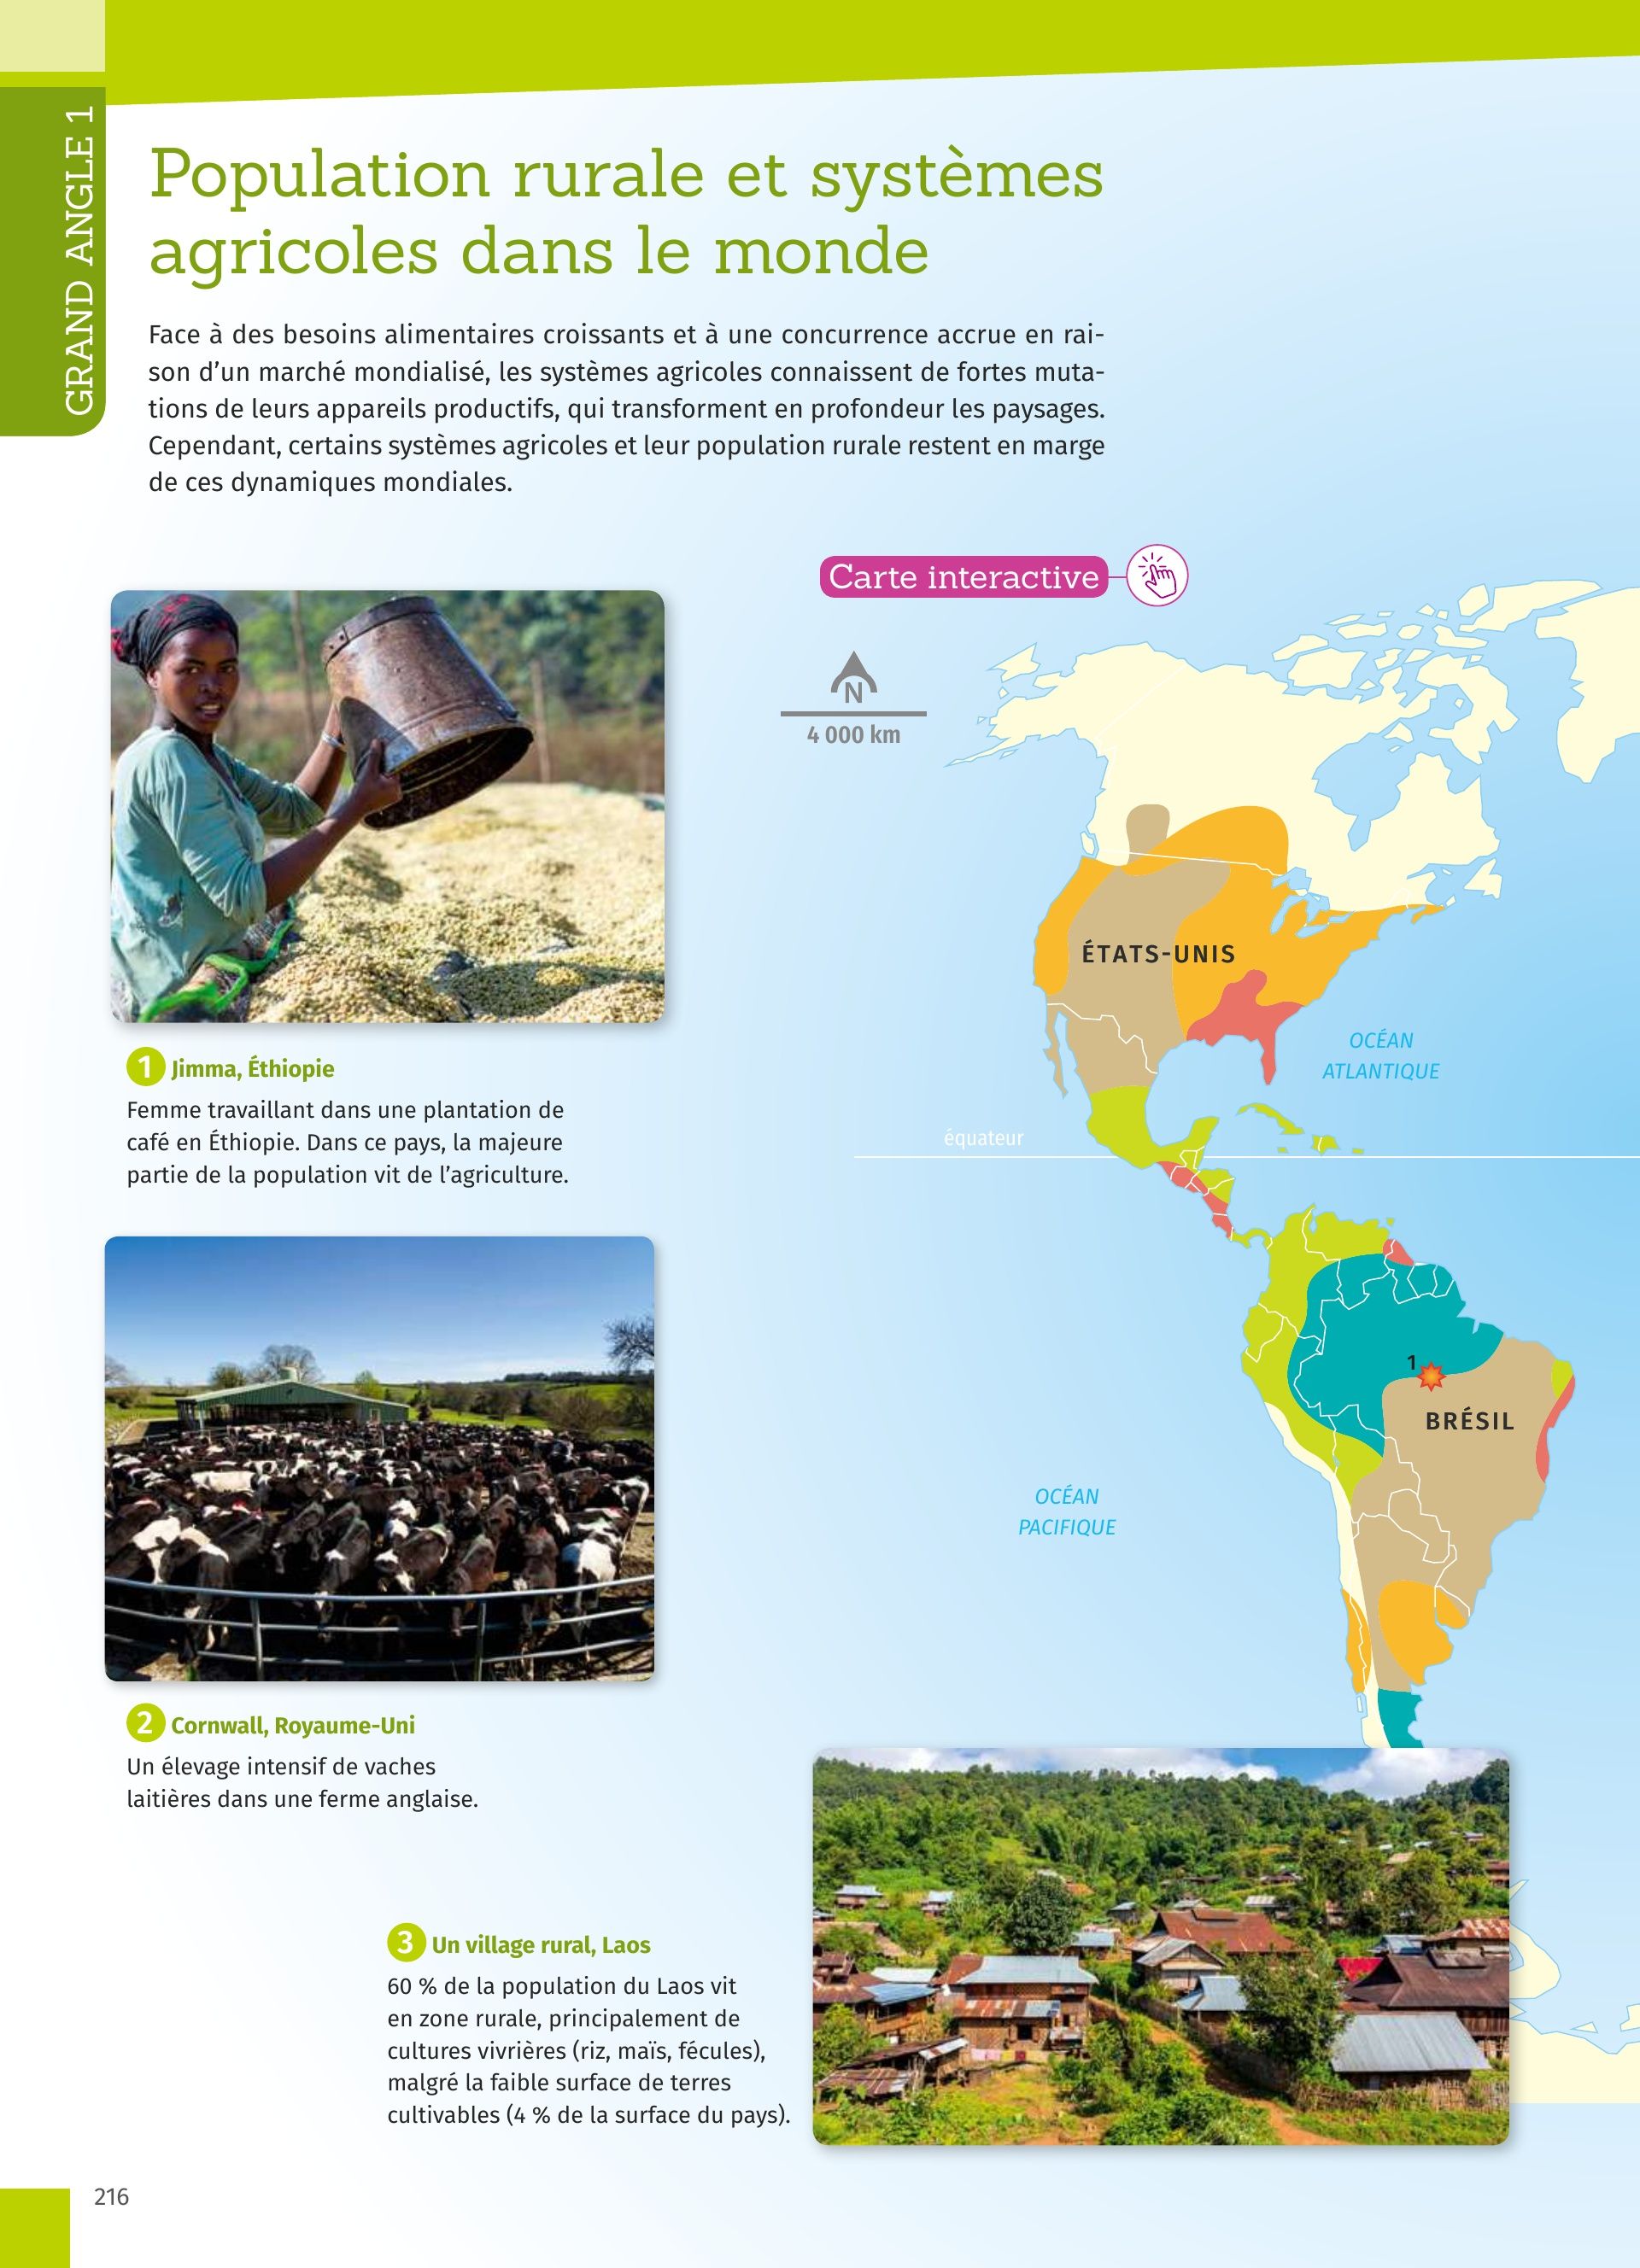 GRAND ANGLE 1
Population rurale et systèmes
agricoles dans le monde
Face à des besoins alimentaires croissants et à une concurrence accrue en rai-
son d’un marché mondialisé, les systèmes agricoles connaissent de fortes muta-
tions de leurs appareils productifs, qui transforment en profondeur les paysages.
Cependant, certains systèmes agricoles et leur population rurale restent en marge
de ces dynamiques mondiales.
Carte interactive
N
4 000 km
1 Jimma, Éthiopie
Femme travaillant dans une plantation de
café en Éthiopie. Dans ce pays, la majeure
partie de la population vit de l’agriculture.
2 Cornwall, Royaume-Uni
Un élevage intensif de vaches
laitières dans une ferme anglaise.
3 Un village rural, Laos
60 % de la population du Laos vit
en zone rurale, principalement de
cultures vivrières (riz, maïs, fécules),
malgré la faible surface de terres
cultivables (4 % de la surface du pays).
ÉTATS-UNIS
OCÉAN
ATLANTIQUE
équateur
1
BRÉSIL
OCÉAN
PACIFIQUE
216